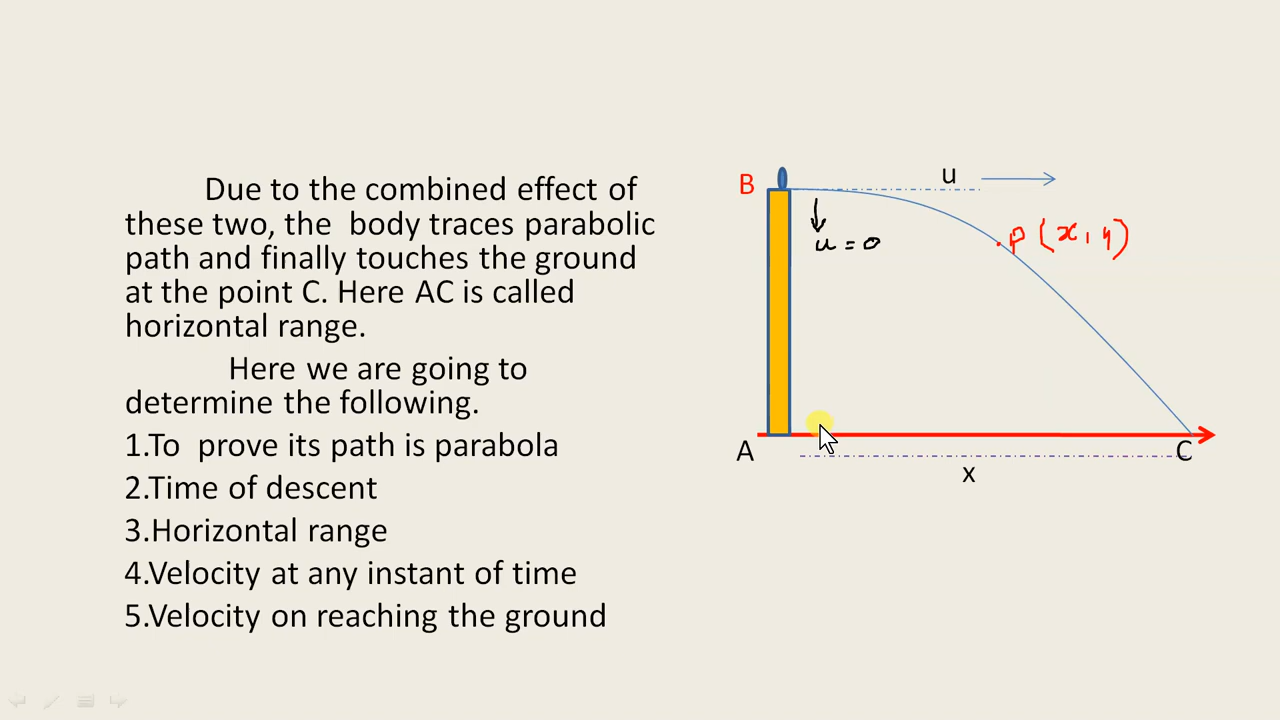 Due to the combined effect of
these two, the body traces parabolic
path and finally touches the ground
at the point C. Here AC is called
horizontal range.
Here we are going to
determine the following.
1.To prove its path is parabola
2.Time of descent
3.Horizontal range
4.Velocity at any instant of time
5.Velocity on reaching the ground
B
u
u = 0
P (x, y)
A
C
x